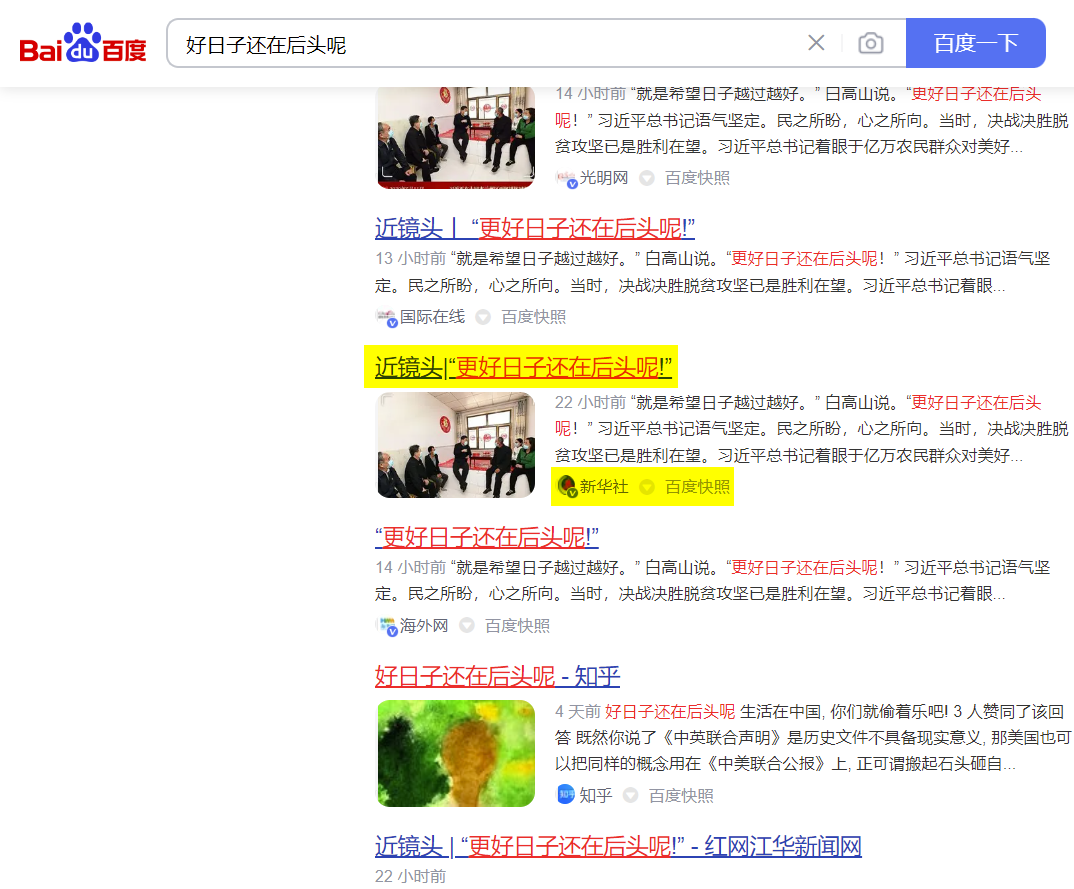 Bai du 百度
好日子还在后头呢
百度一下
14 小时前 “就是希望日子越过越好。” 白高山说。“更好日子还在后头
呢！” 习近平总书记语气坚定。民之所盼，心之所向。当时，决战决胜脱
贫攻坚已是胜利在望。习近平总书记着眼于亿万农民群众对美好...
光明网 百度快照
近镜头丨 “更好日子还在后头呢!”
13 小时前 “就是希望日子越过越好。” 白高山说。“更好日子还在后头呢！” 习近平总书记语气坚
定。民之所盼，心之所向。当时，决战决胜脱贫攻坚已是胜利在望。习近平总书记着眼...
国际在线 百度快照
近镜头|“更好日子还在后头呢!”
22 小时前 “就是希望日子越过越好。” 白高山说。“更好日子还在后头
呢！” 习近平总书记语气坚定。民之所盼，心之所向。当时，决战决胜脱
贫攻坚已是胜利在望。习近平总书记着眼于亿万农民群众对美好...
新华社 百度快照
“更好日子还在后头呢!”
14 小时前 “就是希望日子越过越好。” 白高山说。“更好日子还在后头呢！” 习近平总书记语气坚
定。民之所盼，心之所向。当时，决战决胜脱贫攻坚已是胜利在望。习近平总书记着眼...
海外网 百度快照
好日子还在后头呢 - 知乎
4 天前 好日子还在后头呢 生活在中国, 你们就偷着乐吧! 3 人赞同了该回
答 既然你说了《中英联合声明》是历史文件不具备现实意义, 那美国也可
以把同样的概念用在《中美联合公报》上, 正可谓搬起石头砸自...
知乎 知乎 百度快照
近镜头 | “更好日子还在后头呢!” - 红网江华新闻网
22 小时前